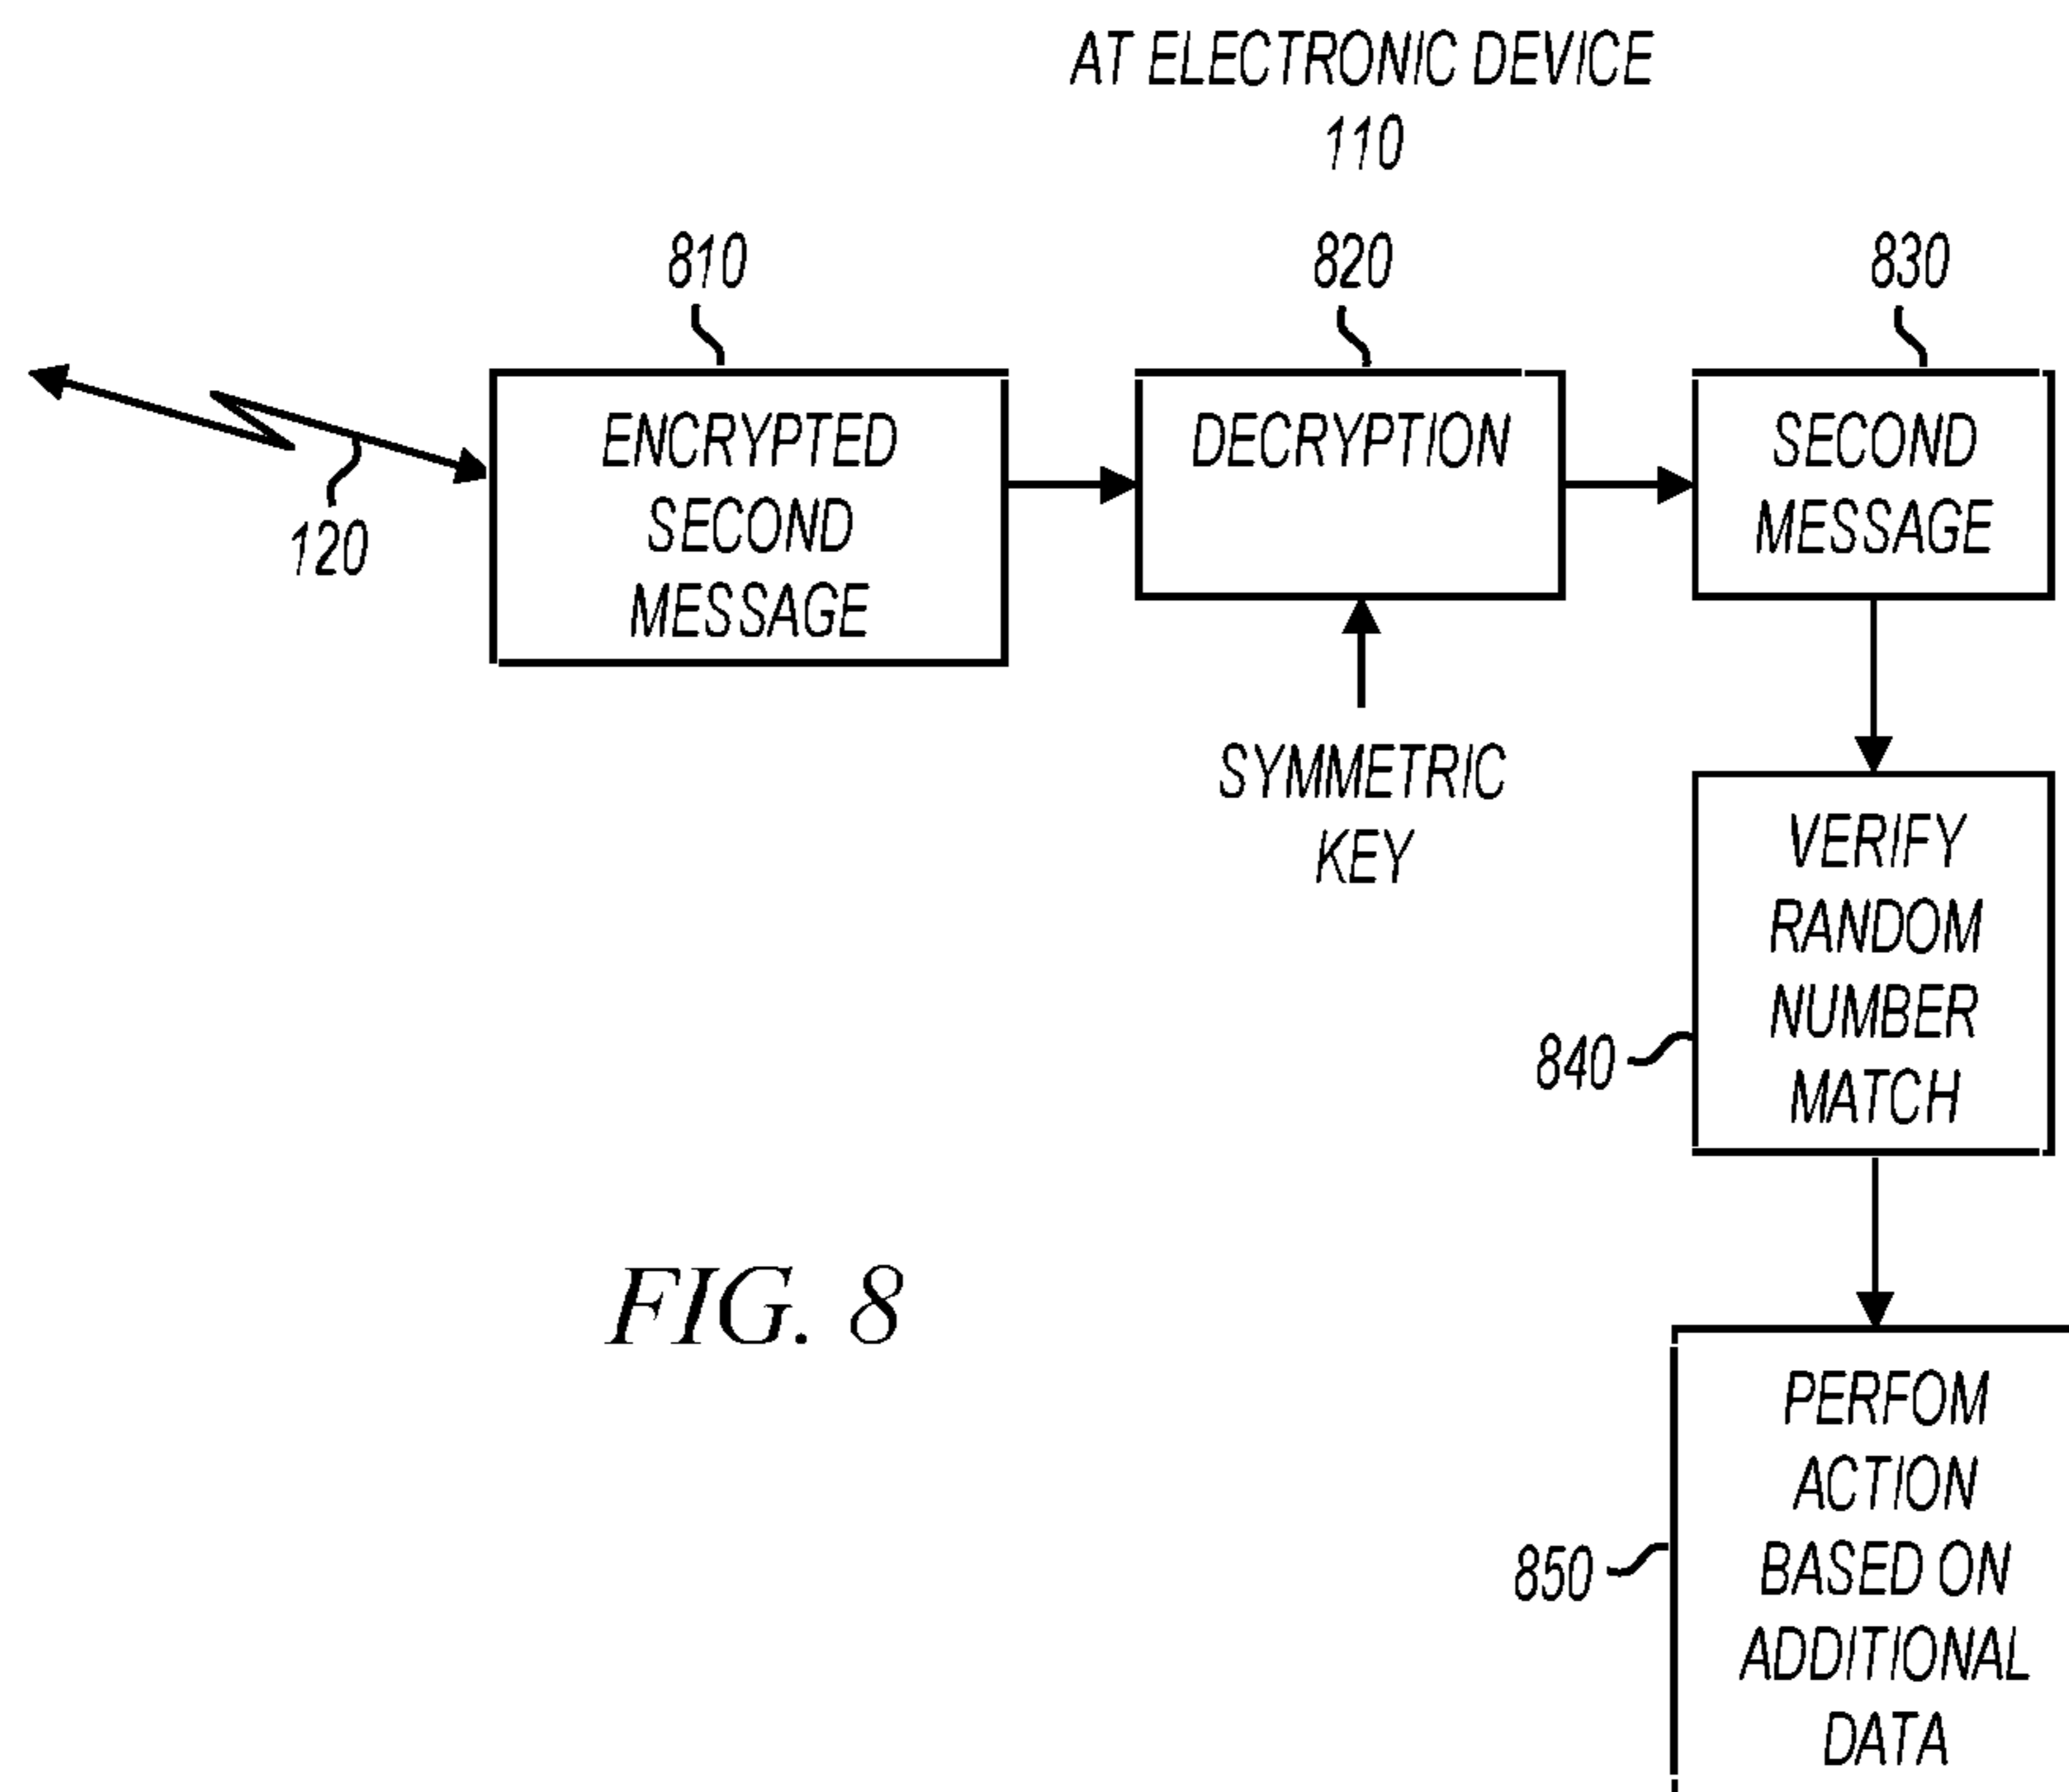 AT ELECTRONIC DEVICE
110
810
820
830
120
ENCRYPTED
SECOND
MESSAGE
DECRYPTION
SYMMETRIC
KEY
SECOND
MESSAGE
840
VERIFY
RANDOM
NUMBER
MATCH
850
PERFOM
ACTION
BASED ON
ADDITIONAL
DATA
FIG. 8